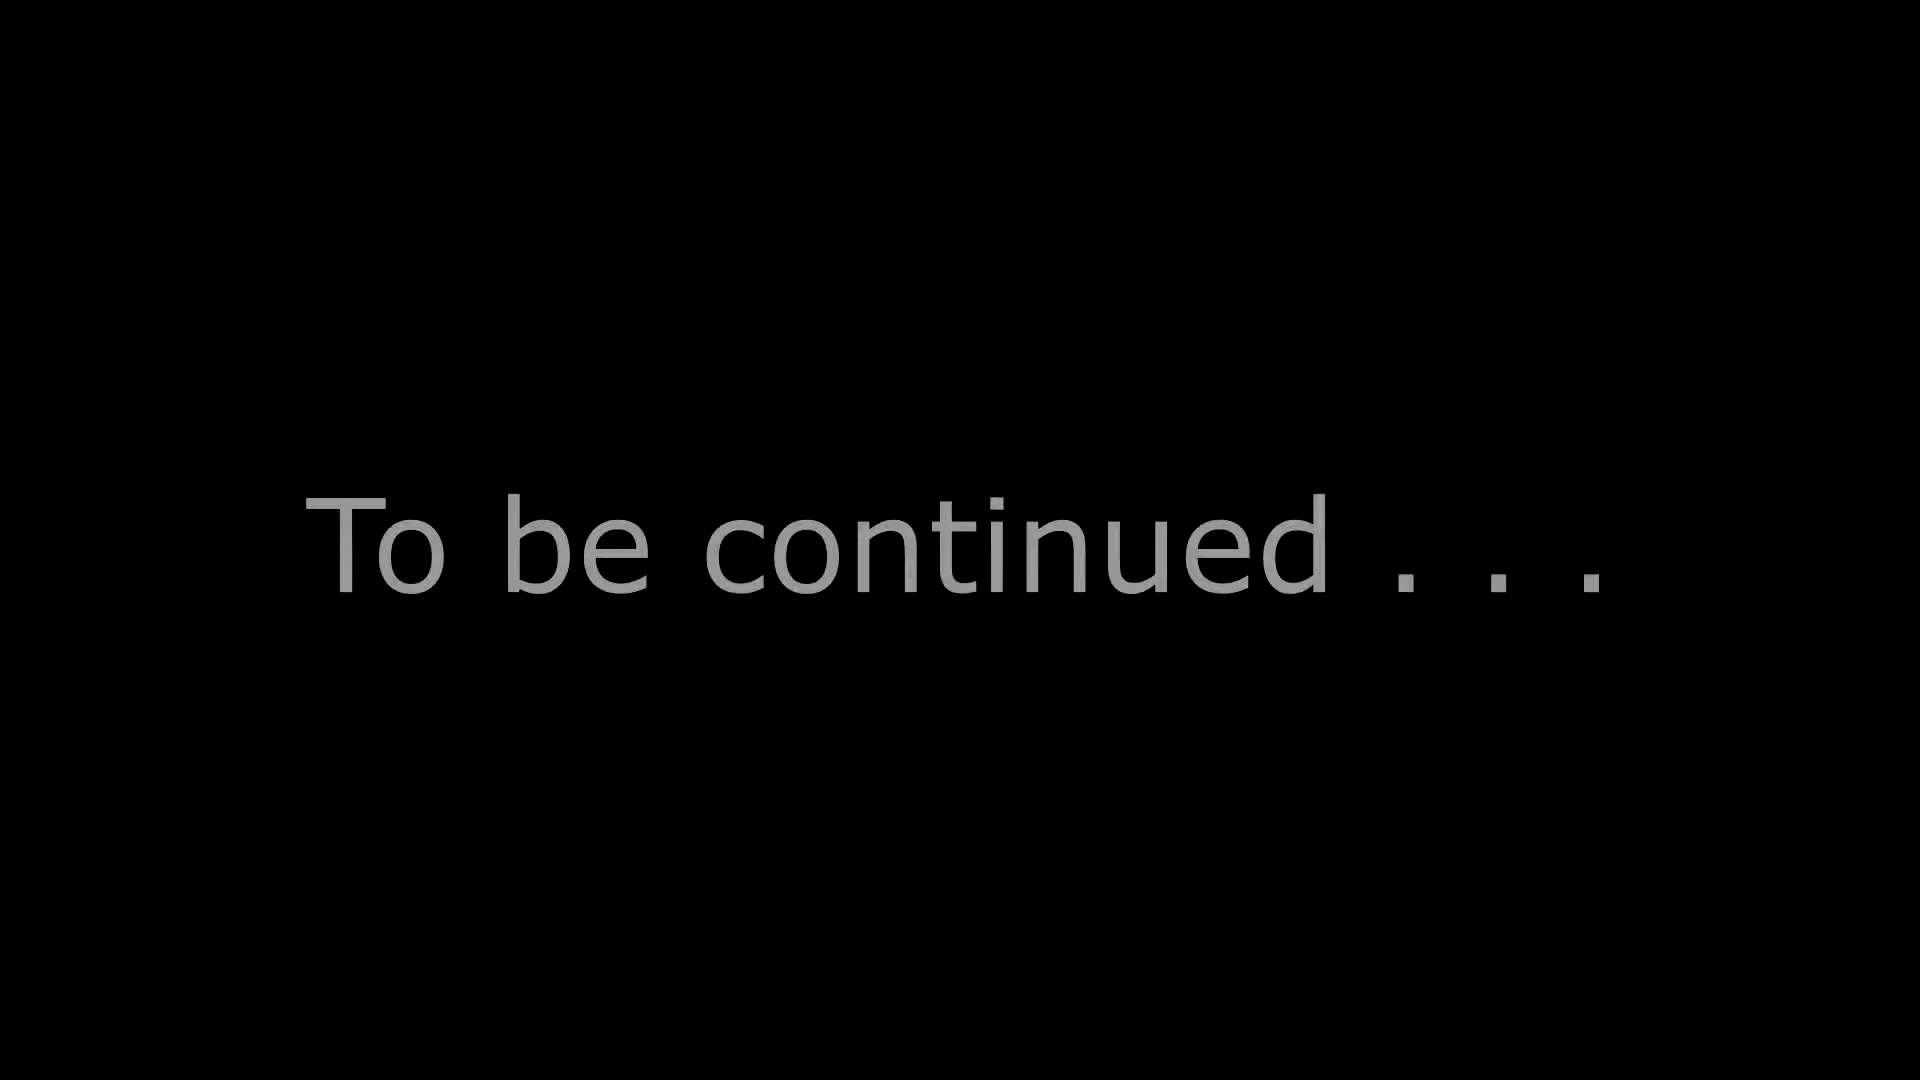 To be continued . . .